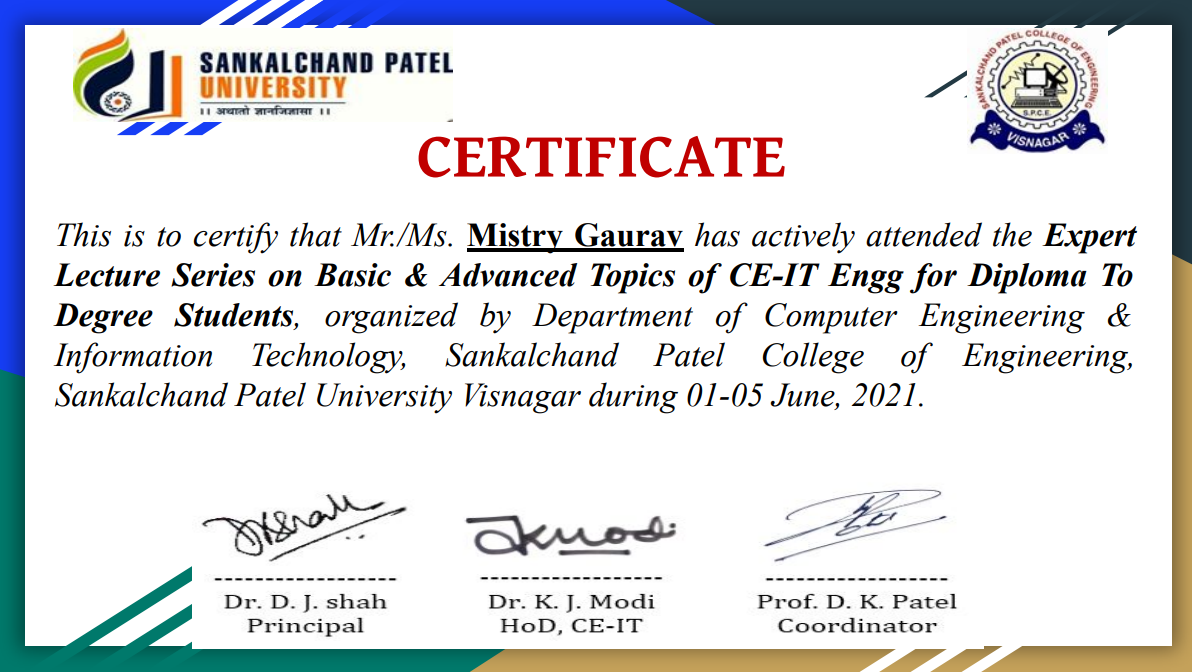 SANKALCHAND PATEL
UNIVERSITY
।। अथातो ज्ञानजिज्ञासा ।।
SANKALCHAND PATEL COLLEGE OF ENGINEERING
S.P.C.E.
VISNAGAR
CERTIFICATE
This is to certify that Mr./Ms. Mistry Gaurav has actively attended the Expert
Lecture Series on Basic & Advanced Topics of CE-IT Engg for Diploma To
Degree Students, organized by Department of Computer Engineering &
Information Technology, Sankalchand Patel College of Engineering,
Sankalchand Patel University Visnagar during 01-05 June, 2021.
Dr. D. J. shah
Principal
Dr. K. J. Modi
HoD, CE-IT
Prof. D. K. Patel
Coordinator